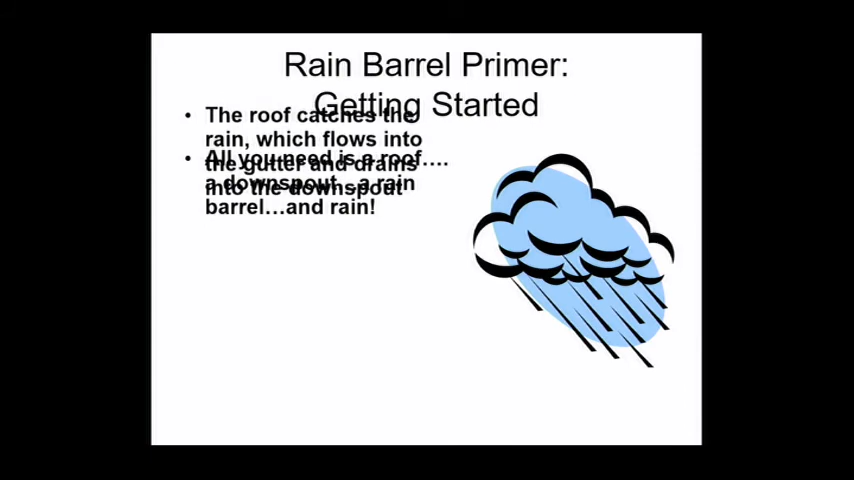 Rain Barrel Primer:
Getting Started
• The roof catches the
rain, which flows into
the gutter and drains
into the downspout
• All you need is a roof….
a downspout…a rain
barrel…and rain!